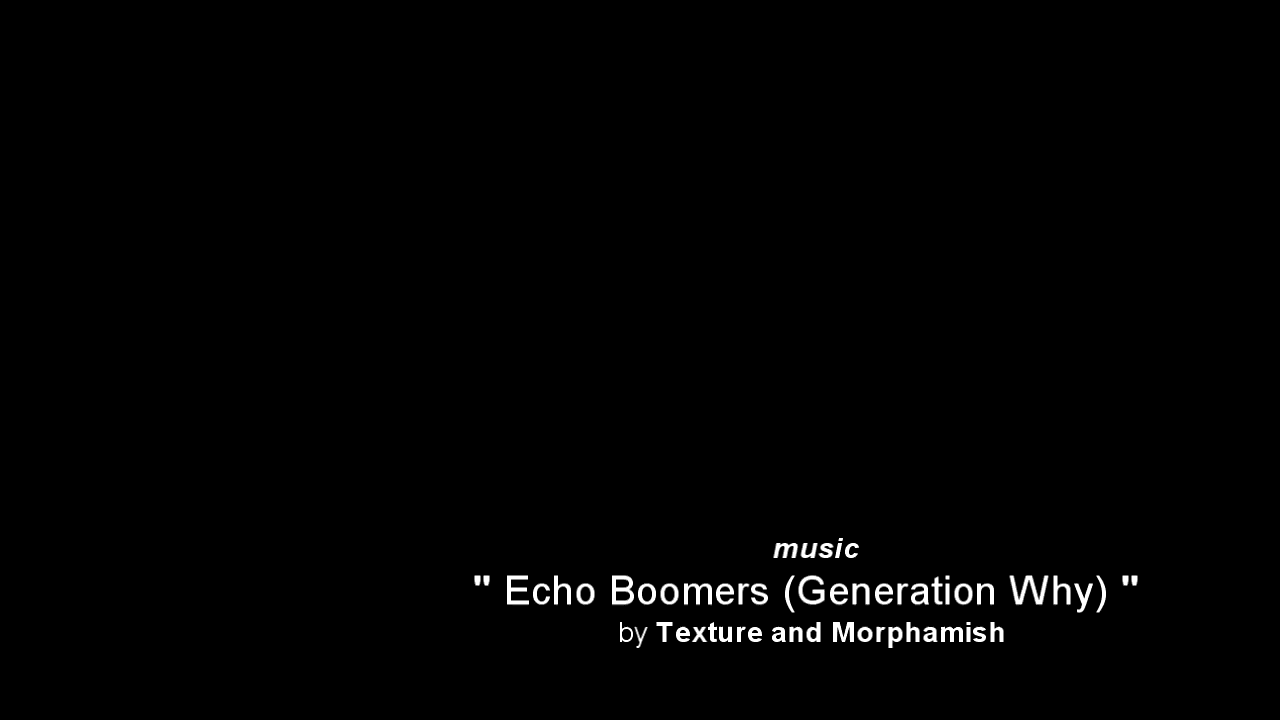 music
" Echo Boomers (Generation Why) "
by Texture and Morphamish